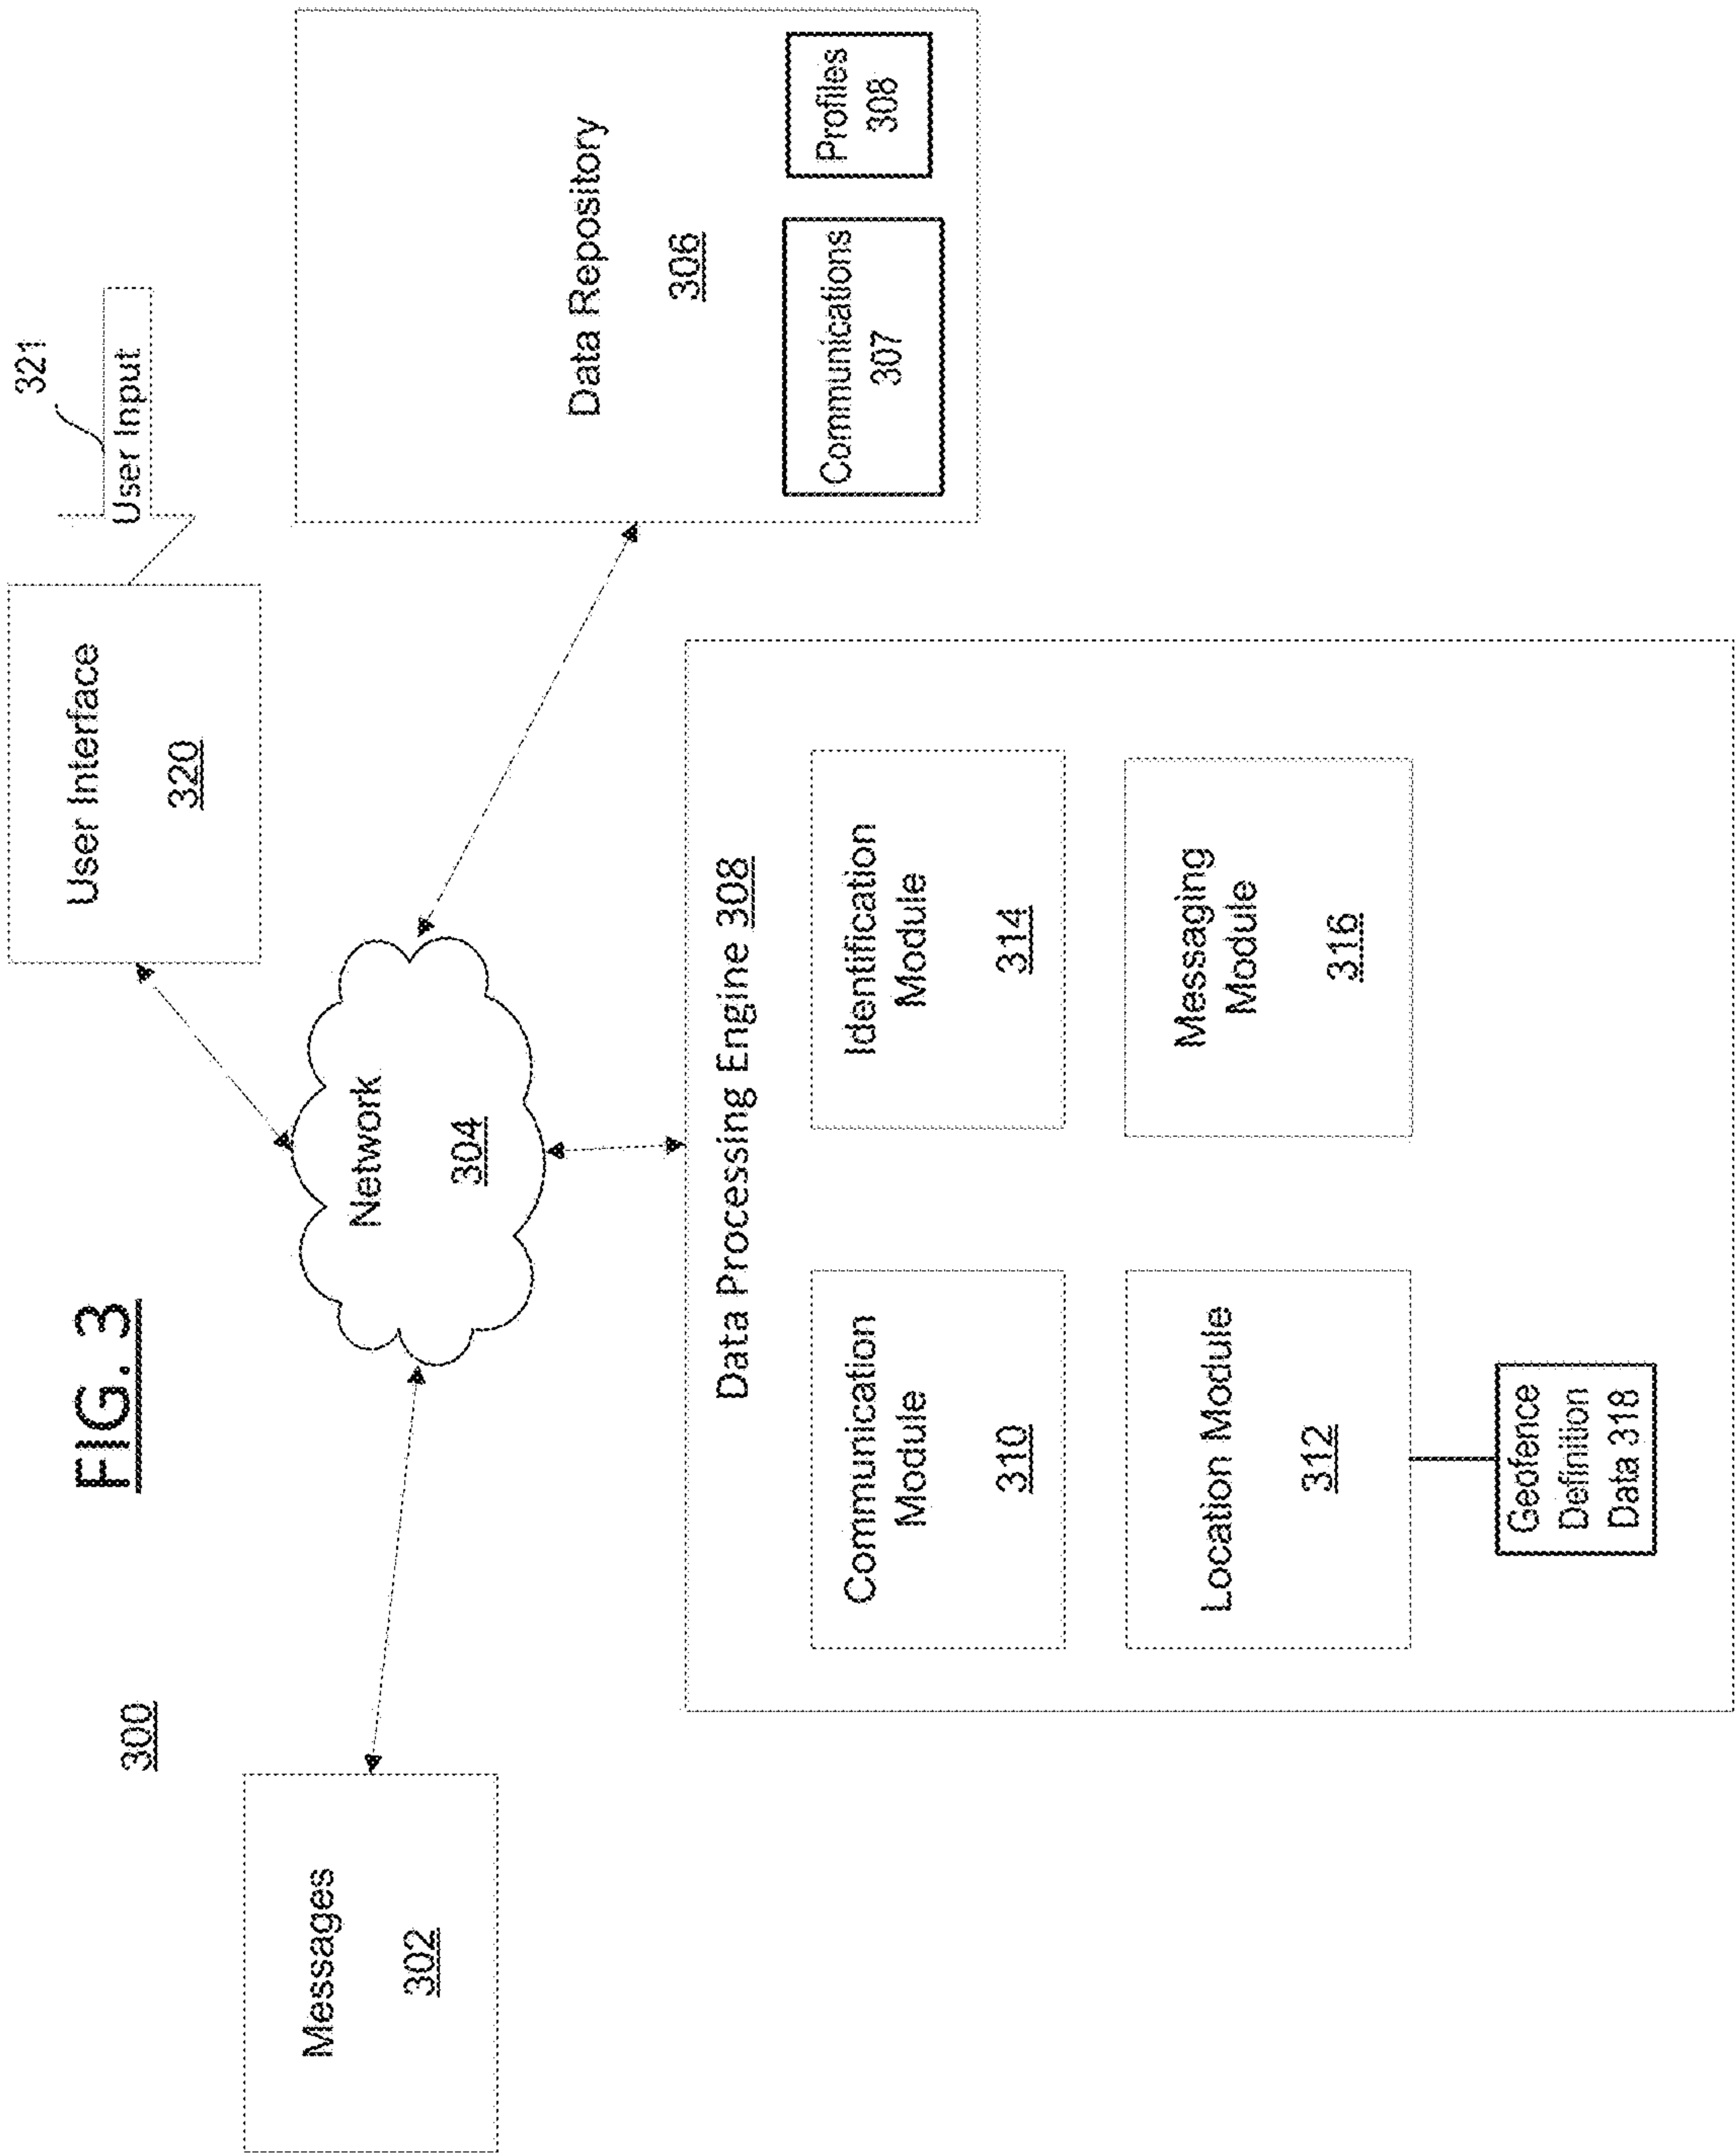 FIG. 3
300
321
User Input
User Interface
320
Messages
302
Network
304
Data Repository
306
Communications
307
Profiles
308
Data Processing Engine 308
Communication
Module
310
Identification
Module
314
Location Module
312
Messaging
Module
316
Geofence
Definition
Data 318